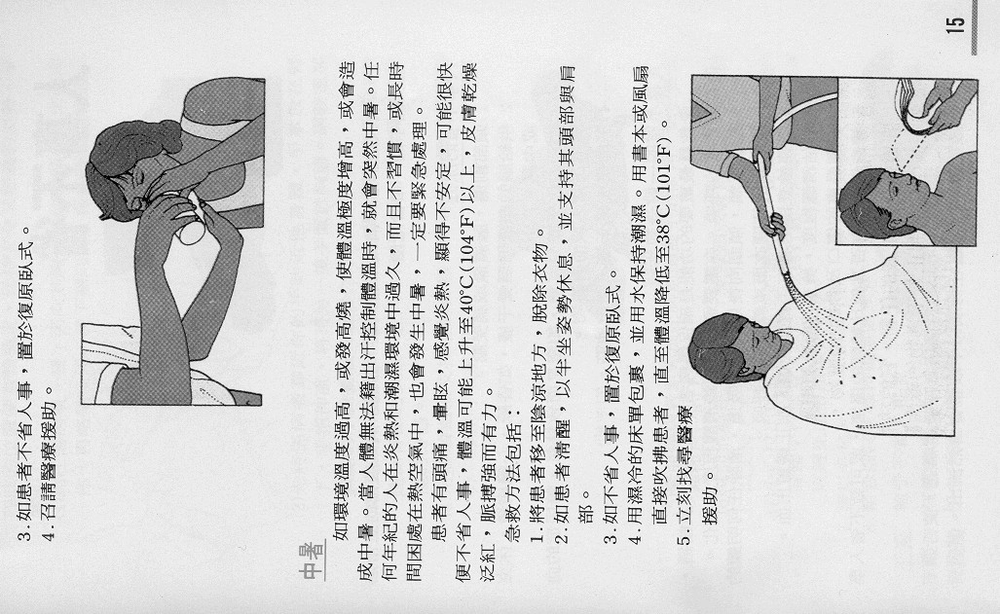 15
3.如患者不省人事，置於復原臥式。
4.召請醫療援助。
中暑
如環境溫度過高，或發高燒，使體溫極度增高，或會造
成中暑。當人體無法籍出汗控制體溫時，就會突然中暑。任
何年紀的人在炎熱和潮濕環境中過久，而且不習慣，或長時
間困處在熱空氣中，也會發生中暑，一定要緊急處理。
患者有頭痛，暈眩，感覺炎熱，顯得不安定，可能很快
便不省人事，體溫可能上升至40°C(104°F)以上，皮膚乾燥
泛紅，脈搏強而有力。
急救方法包括：
1.將患者移至陰涼地方，脫除衣物。
2.如患者清醒，以半坐姿勢休息，並支持其頭部與肩
部。
3.如不省人事，置於復原臥式。
4.用濕冷的床單包裹，並用水保持潮濕。用書本或風扇
直接吹拂患者，直至體溫降低至38°C(101°F)。
5.立刻找尋醫療
援助。